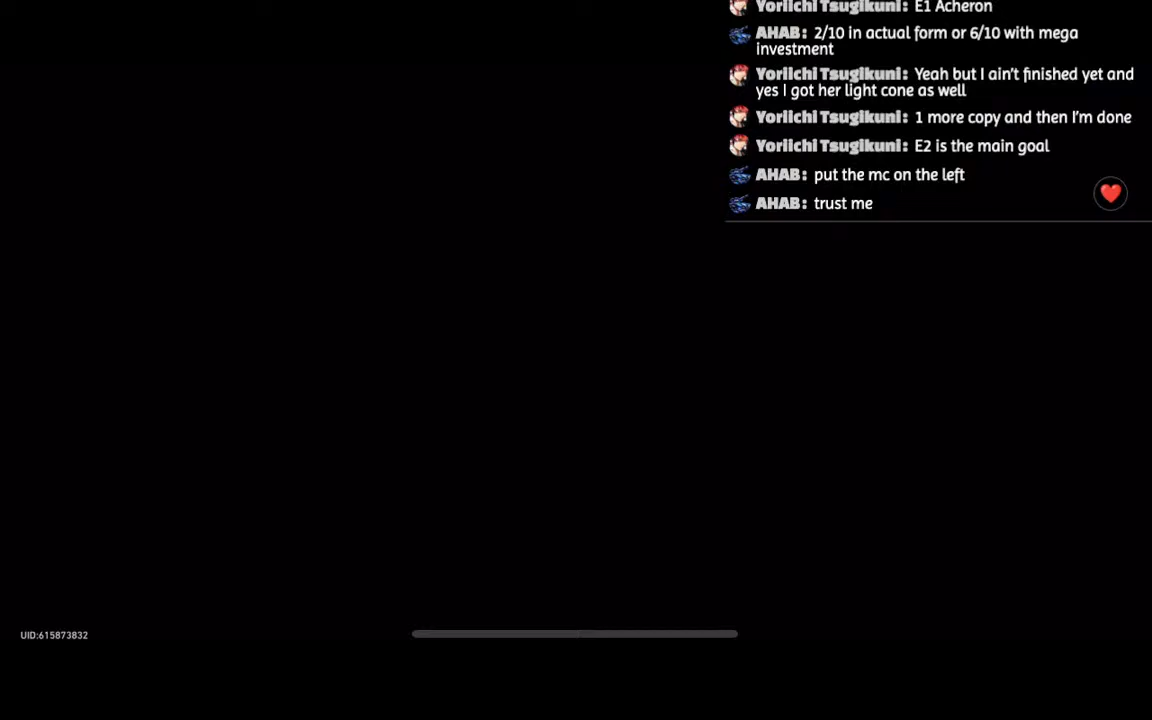 Yoriichi Tsugikuni: E1 Acheron
AHAB: 2/10 in actual form or 6/10 with mega
investment
Yoriichi Tsugikuni: Yeah but I ain't finished yet and
yes I got her light cone as well
Yoriichi Tsugikuni: 1 more copy and then I'm done
Yoriichi Tsugikuni: E2 is the main goal
AHAB: put the mc on the left
AHAB: trust me
UID:615873832